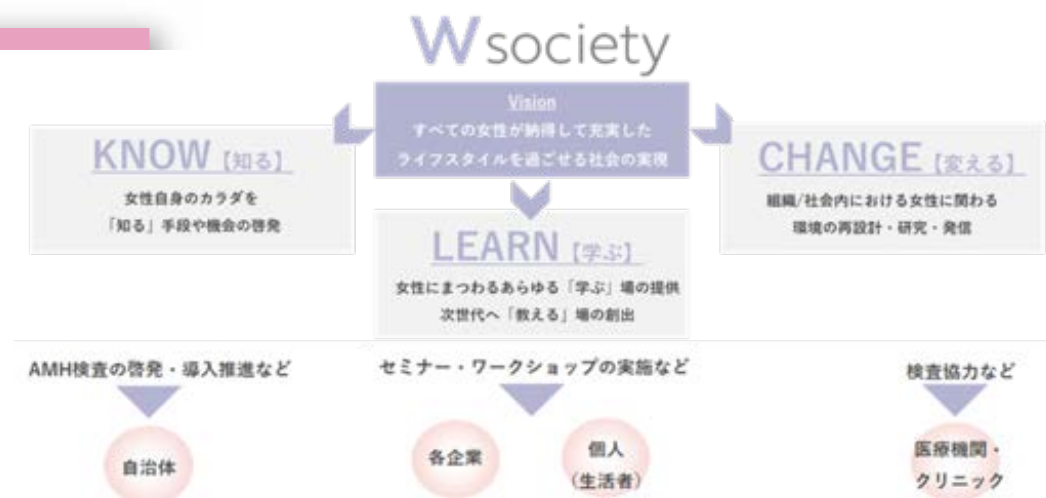 Wsociety
Vision
すべての女性が納得して充実した
ライフスタイルを過ごせる社会の実現
KNOW【知る】
女性自身のカラダを
「知る」手段や機会の啓発
CHANGE【変える】
組織/社会内における女性に関わる
環境の再設計・研究・発信
LEARN【学ぶ】
女性にまつわるあらゆる「学ぶ」場の提供
次世代へ「教える」場の創出
AMH検査の啓発・導入推進など
セミナー・ワークショップの実施など
検査協力など
自治体
各企業
個人
(生活者)
医療機関・
クリニック